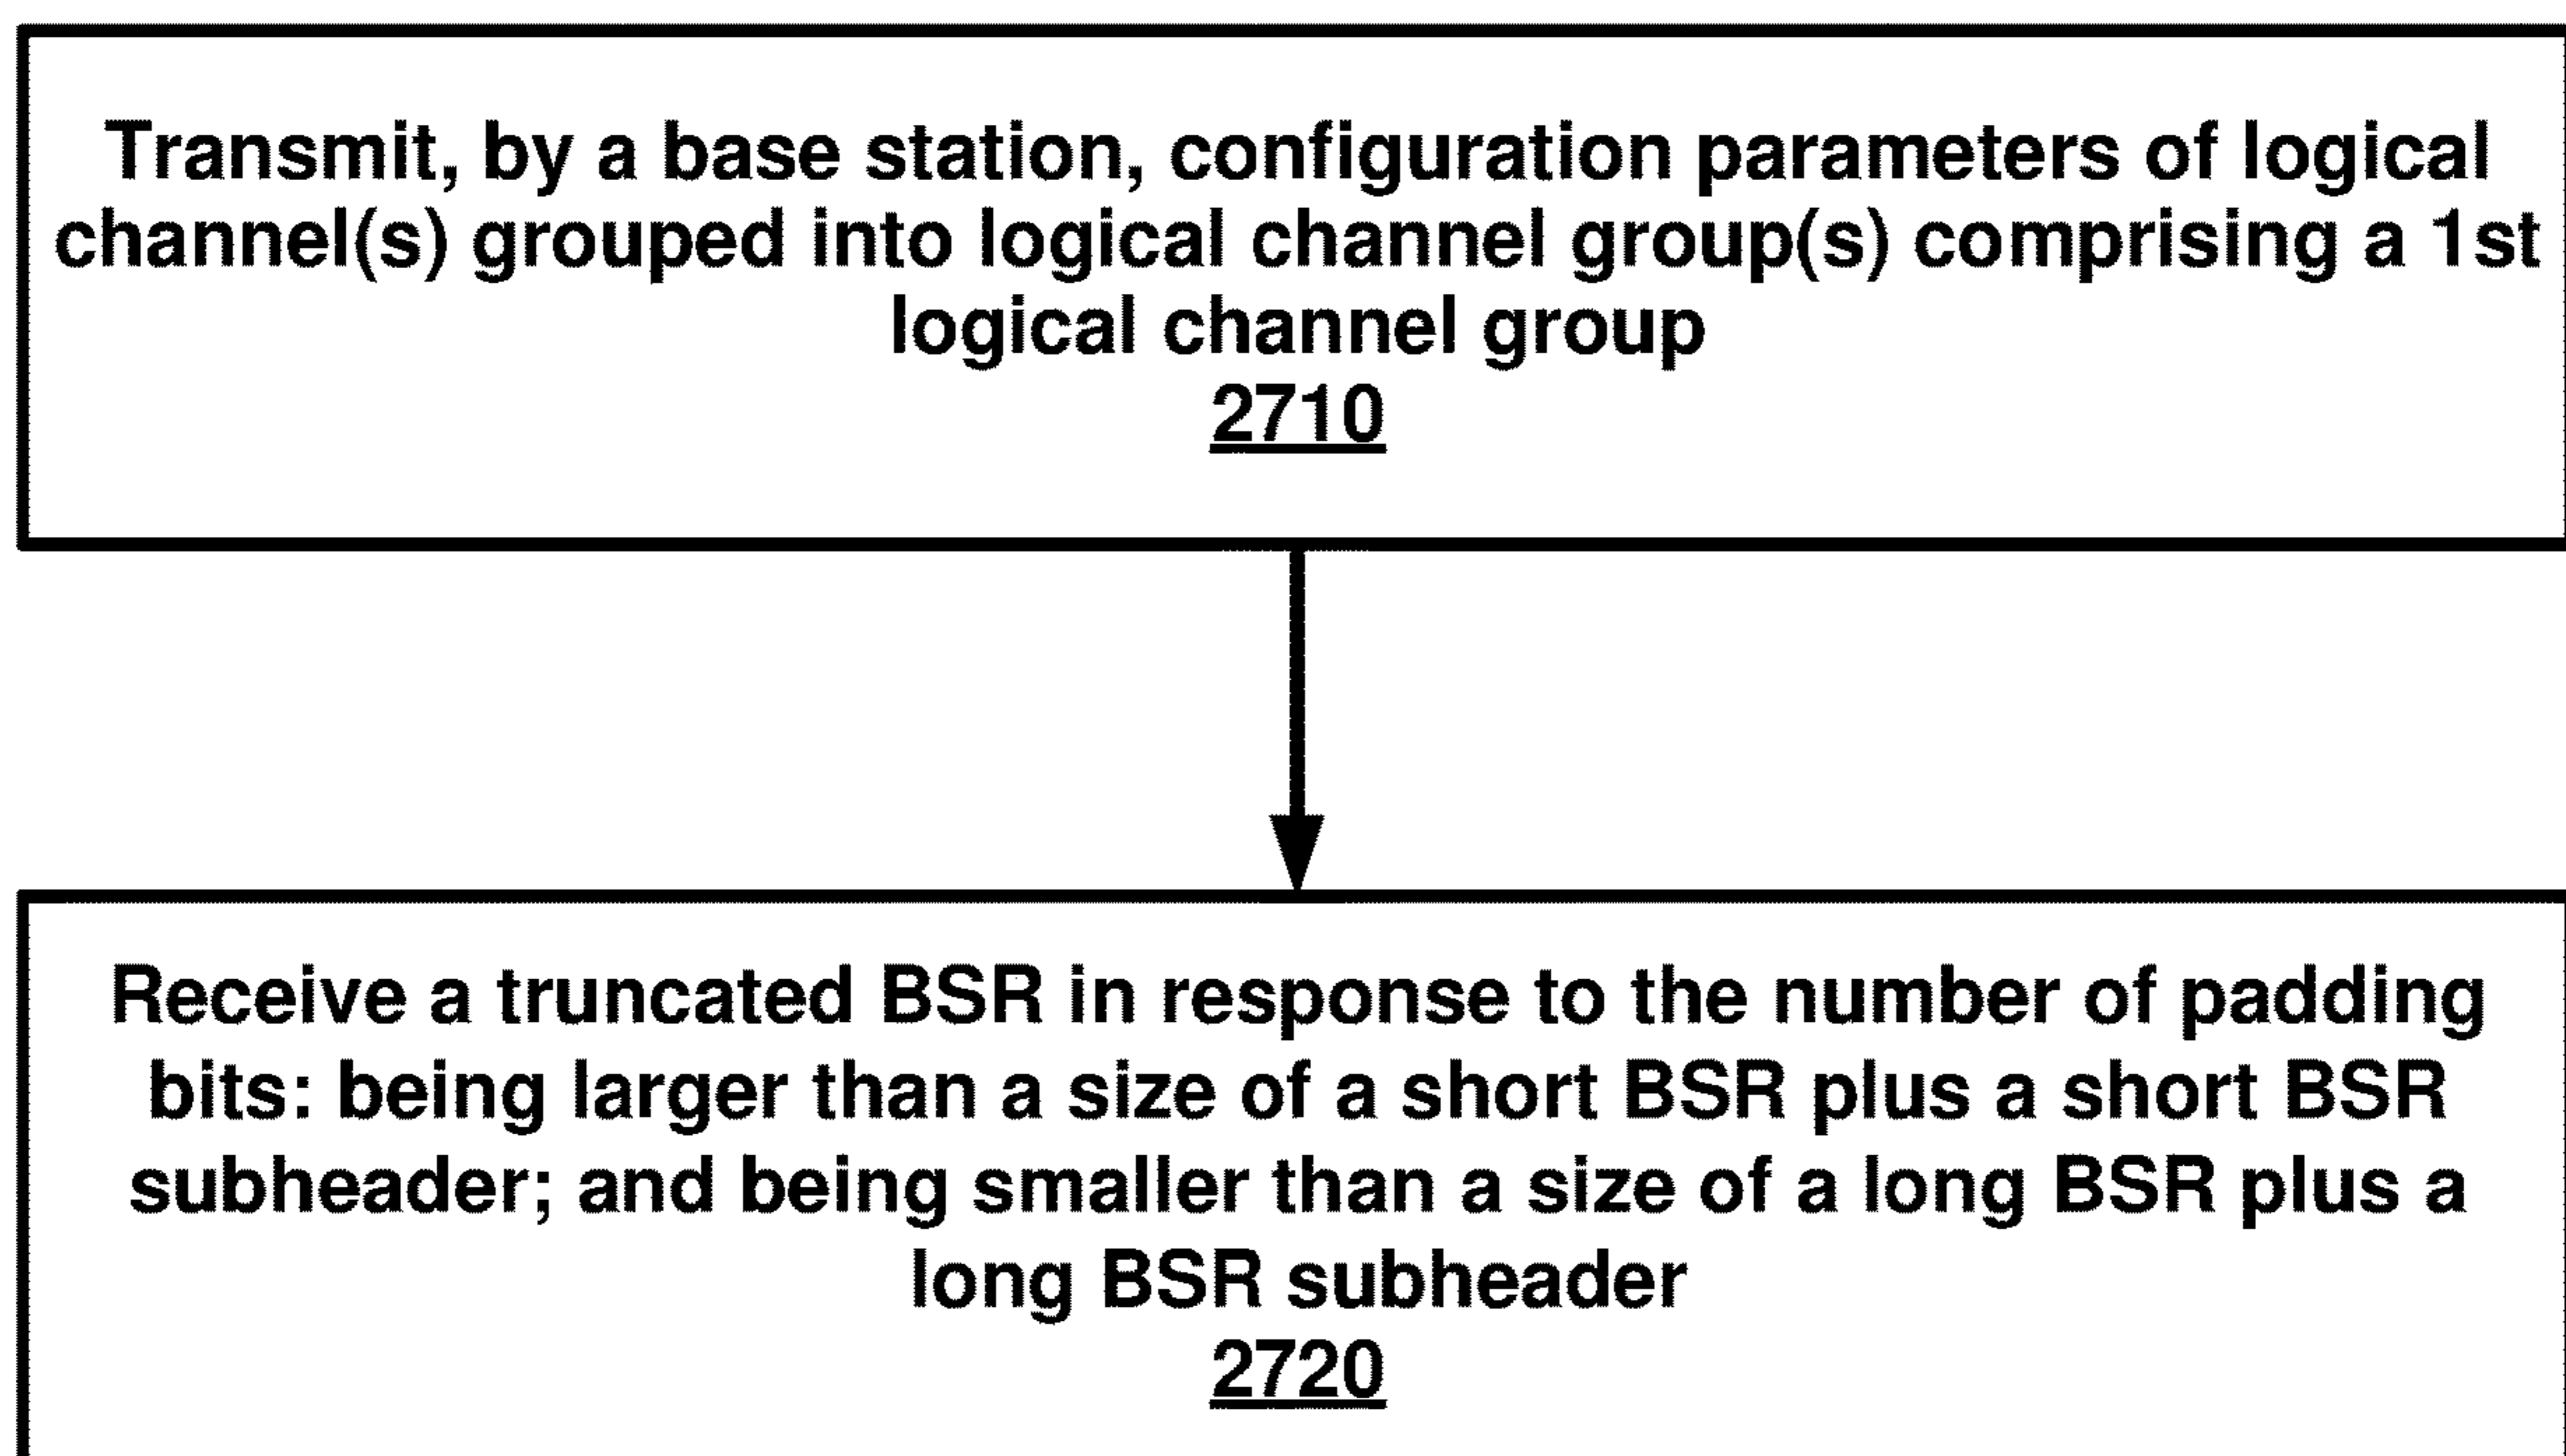 Transmit, by a base station, configuration parameters of logical
channel(s) grouped into logical channel group(s) comprising a 1st
logical channel group
2710
Receive a truncated BSR in response to the number of padding
bits: being larger than a size of a short BSR plus a short BSR
subheader; and being smaller than a size of a long BSR plus a
long BSR subheader
2720